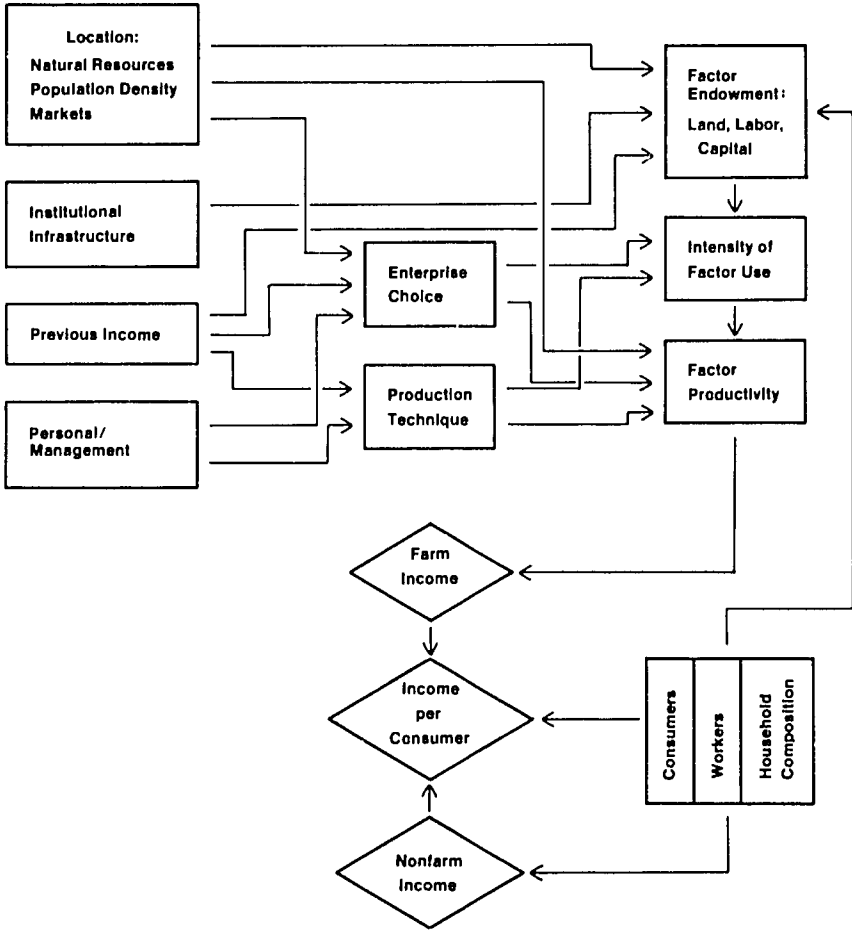 Location:
Natural Resources
Population Density
Markets
Institutional
Infrastructure
Previous Income
Personal/
Management
Enterprise
Choice
Production
Technique
Factor
Endowment:
Land, Labor,
Capital
Intensity of
Factor Use
Factor
Productivity
Farm
Income
Income
per
Consumer
Nonfarm
Income
Consumers
Workers
Household
Composition